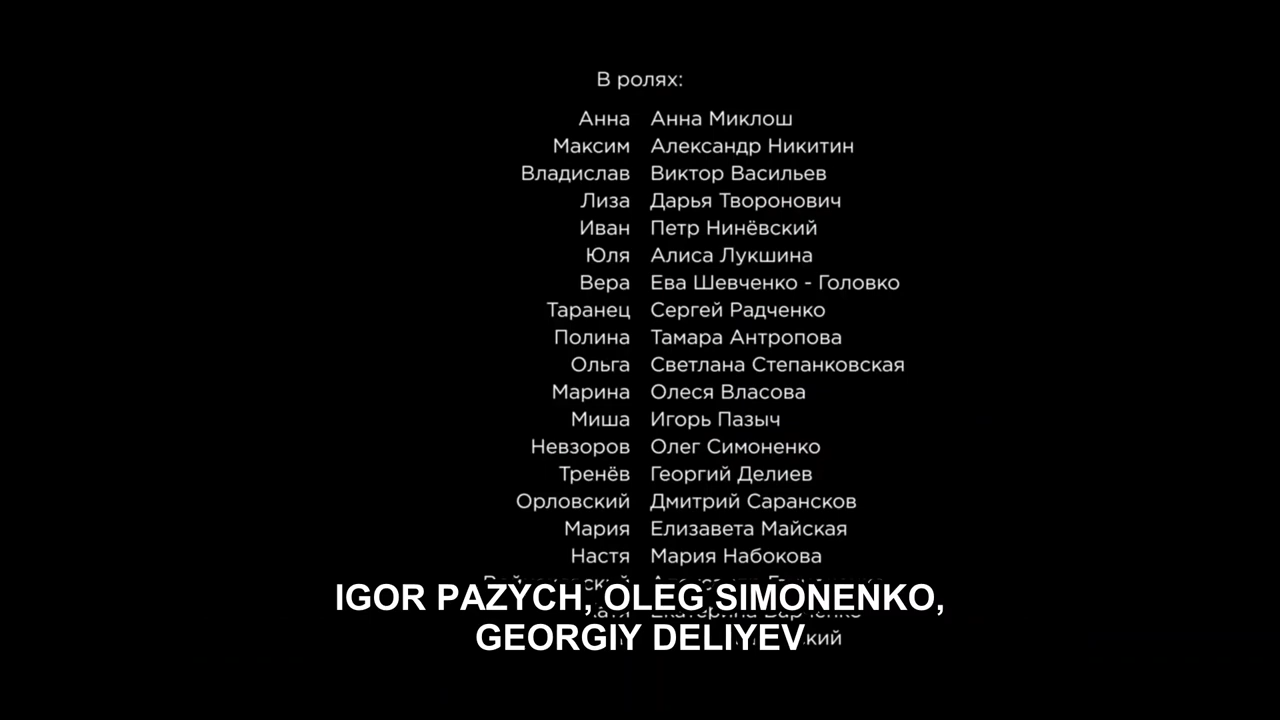 В ролях:
Анна Анна Миклош
Максим Александр Никитин
Владислав Виктор Васильев
Лиза Дарья Творонович
Иван Петр Нинёвский
Юля Алиса Лукшина
Вера Ева Шевченко - Головко
Таранец Сергей Радченко
Полина Тамара Антропова
Ольга Светлана Степанковская
Марина Олеся Власова
Миша Игорь Пазыч
Невзоров Олег Симоненко
Тренёв Георгий Делиев
Орловский Дмитрий Сарансков
Мария Елизавета Майская
Настя Мария Набокова
IGOR PAZYCH, OLEG SIMONENKO,
GEORGIY DELIYEV